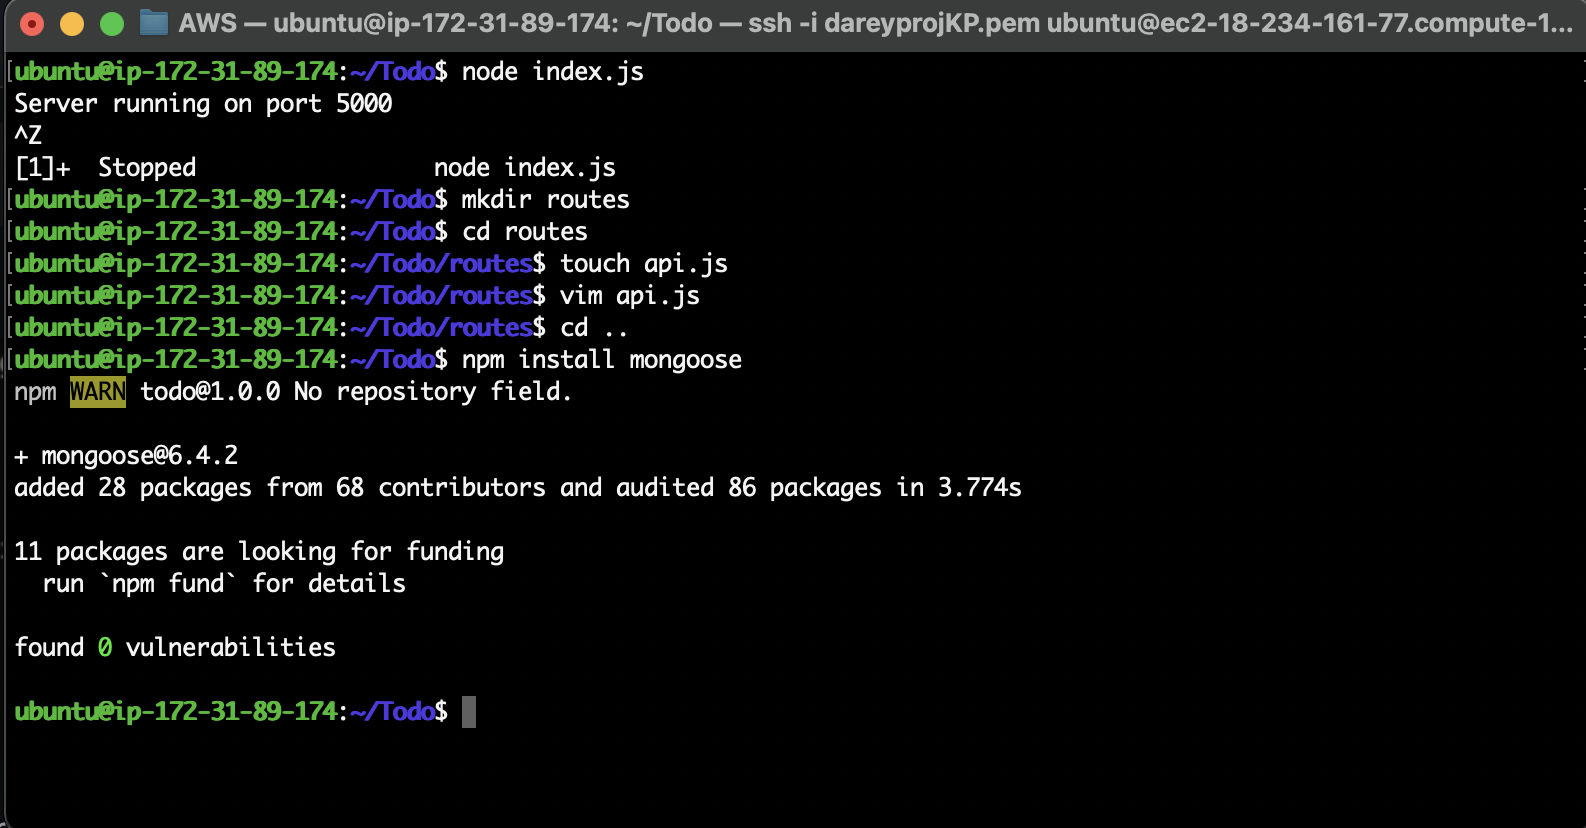 AWS — ubuntu@ip-172-31-89-174: ~/Todo — ssh -i dareyprojKP.pem ubuntu@ec2-18-234-161-77.compute-1...
[ubuntu@ip-172-31-89-174:~/Todo$ node index.js
Server running on port 5000
^Z
[1]+  Stopped                 node index.js
[ubuntu@ip-172-31-89-174:~/Todo$ mkdir routes
[ubuntu@ip-172-31-89-174:~/Todo$ cd routes
[ubuntu@ip-172-31-89-174:~/Todo/routes$ touch api.js
[ubuntu@ip-172-31-89-174:~/Todo/routes$ vim api.js
[ubuntu@ip-172-31-89-174:~/Todo/routes$ cd ..
[ubuntu@ip-172-31-89-174:~/Todo$ npm install mongoose
npm WARN todo@1.0.0 No repository field.
+ mongoose@6.4.2
added 28 packages from 68 contributors and audited 86 packages in 3.774s
11 packages are looking for funding
  run `npm fund` for details
found 0 vulnerabilities
ubuntu@ip-172-31-89-174:~/Todo$